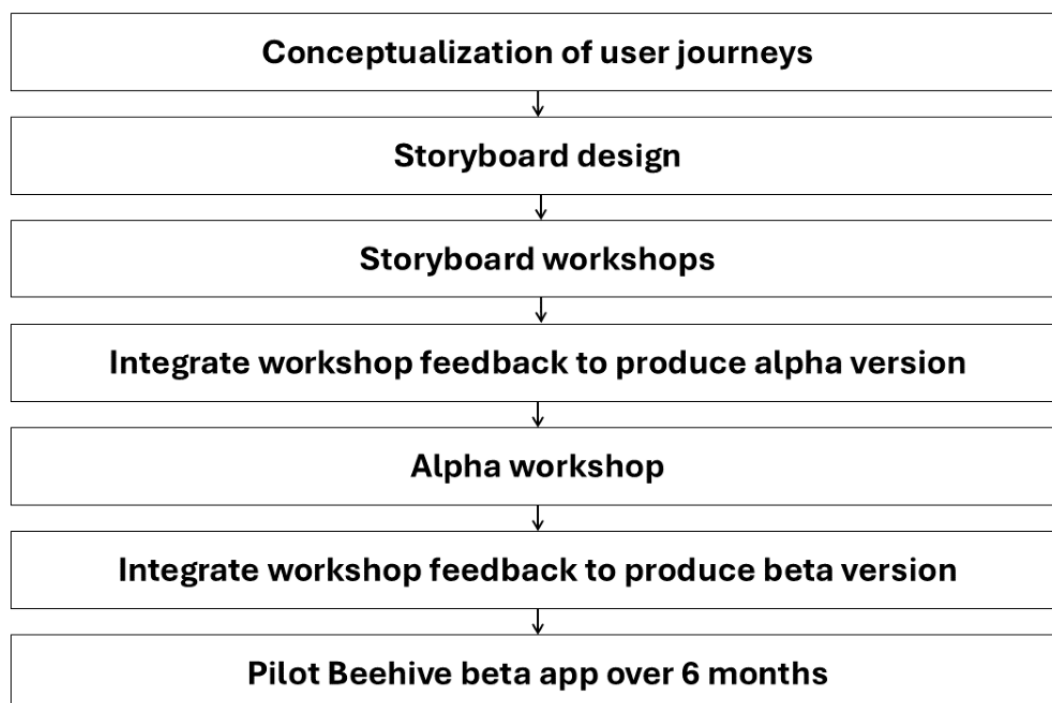 Conceptualization of user journeys
Storyboard design
Storyboard workshops
Integrate workshop feedback to produce alpha version
Alpha workshop
Integrate workshop feedback to produce beta version
Pilot Beehive beta app over 6 months